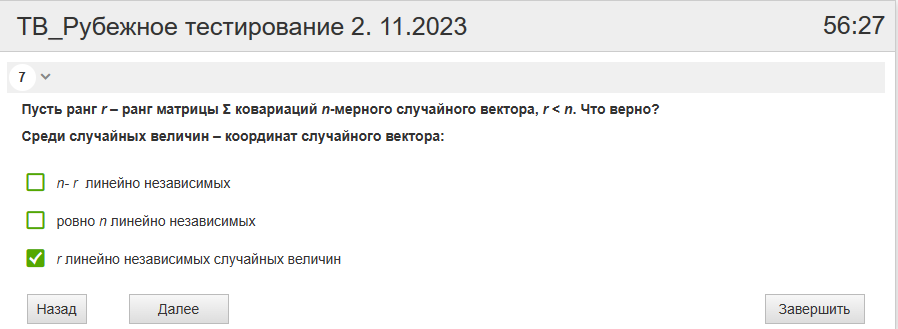 ТВ_Рубежное тестирование 2. 11.2023
56:27
7
Пусть ранг r – ранг матрицы Σ ковариаций n-мерного случайного вектора, r < n. Что верно?
Среди случайных величин – координат случайного вектора:
n- r линейно независимых
ровно n линейно независимых
r линейно независимых случайных величин
Назад
Далее
Завершить